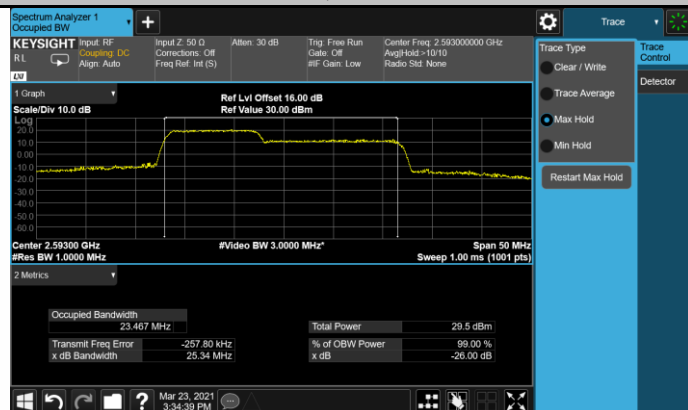 Spectrum Analyzer 1
Occupied BW
Trace
KEYSIGHT
RL
LXI
Input: RF
Coupling: DC
Align: Auto
Input Z: 50 Ω
Corrections: Off
Freq Ref: Int (S)
Atten: 30 dB
Trig: Free Run
Gate: Off
#IF Gain: Low
Center Freq: 2.593000000 GHz
Avg|Hold:>10/10
Radio Std: None
1 Graph
Scale/Div 10.0 dB
Ref Lvl Offset 16.00 dB
Ref Value 30.00 dBm
Log
20.0
10.0
0.00
-10.0
-20.0
-30.0
-40.0
-50.0
-60.0
Center 2.59300 GHz
#Res BW 1.0000 MHz
#Video BW 3.0000 MHz*
Span 50 MHz
Sweep 1.00 ms (1001 pts)
2 Metrics
Occupied Bandwidth
23.467 MHz
Transmit Freq Error -257.80 kHz
x dB Bandwidth 25.34 MHz
Total Power 29.5 dBm
% of OBW Power 99.00 %
x dB -26.00 dB
Trace Type
Clear / Write
Trace Average
Max Hold
Min Hold
Restart Max Hold
Trace
Control
Detector
?
Mar 23, 2021
3:34:39 PM